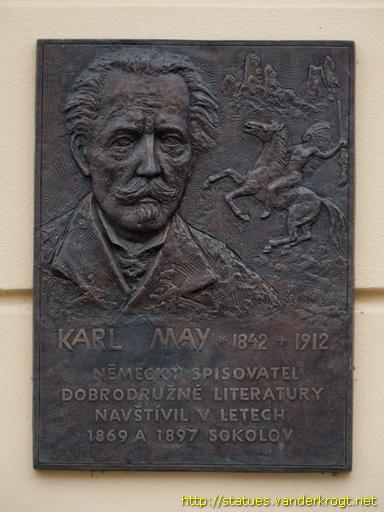 KARL MAY * 1842 + 1912
NĚMECKÝ SPISOVATEL
DOBRODRUŽNÉ LITERATURY
NAVŠTÍVIL V LETECH
1869 A 1897 SOKOLOV
http://statues.vanderkrogt.net